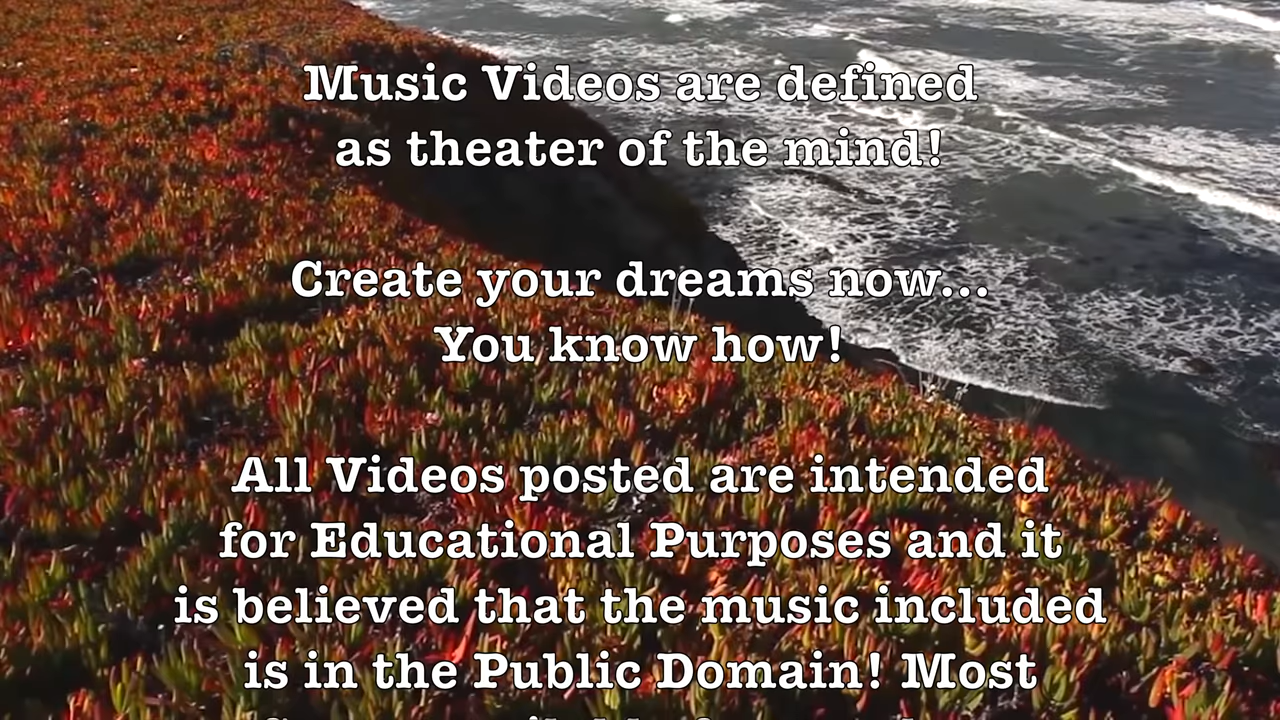 Music Videos are defined
as theater of the mind!
Create your dreams now...
You know how!
All Videos posted are intended
for Educational Purposes and it
is believed that the music included
is in the Public Domain! Most